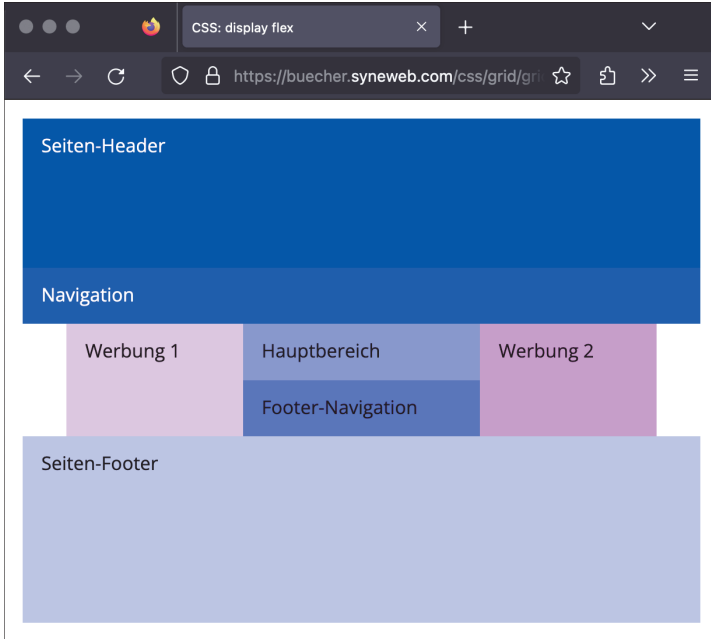 CSS: display flex
https://buecher.syneweb.com/css/grid/gri
Seiten-Header
Navigation
Werbung 1
Hauptbereich
Werbung 2
Footer-Navigation
Seiten-Footer